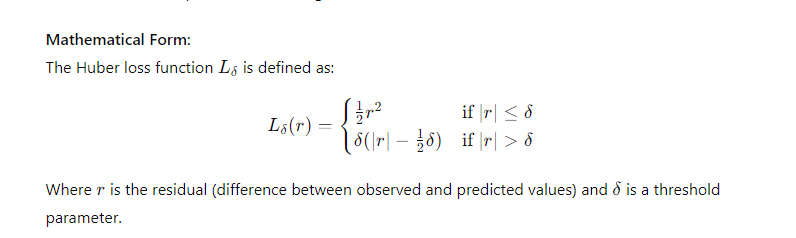 Mathematical Form:
The Huber loss function $L_\delta$ is defined as:
$L_\delta(r) = \begin{cases} \frac{1}{2}r^2 & \text{if } |r| \leq \delta \\ \delta(|r| - \frac{1}{2}\delta) & \text{if } |r| > \delta \end{cases}$
Where $r$ is the residual (difference between observed and predicted values) and $\delta$ is a threshold
parameter.